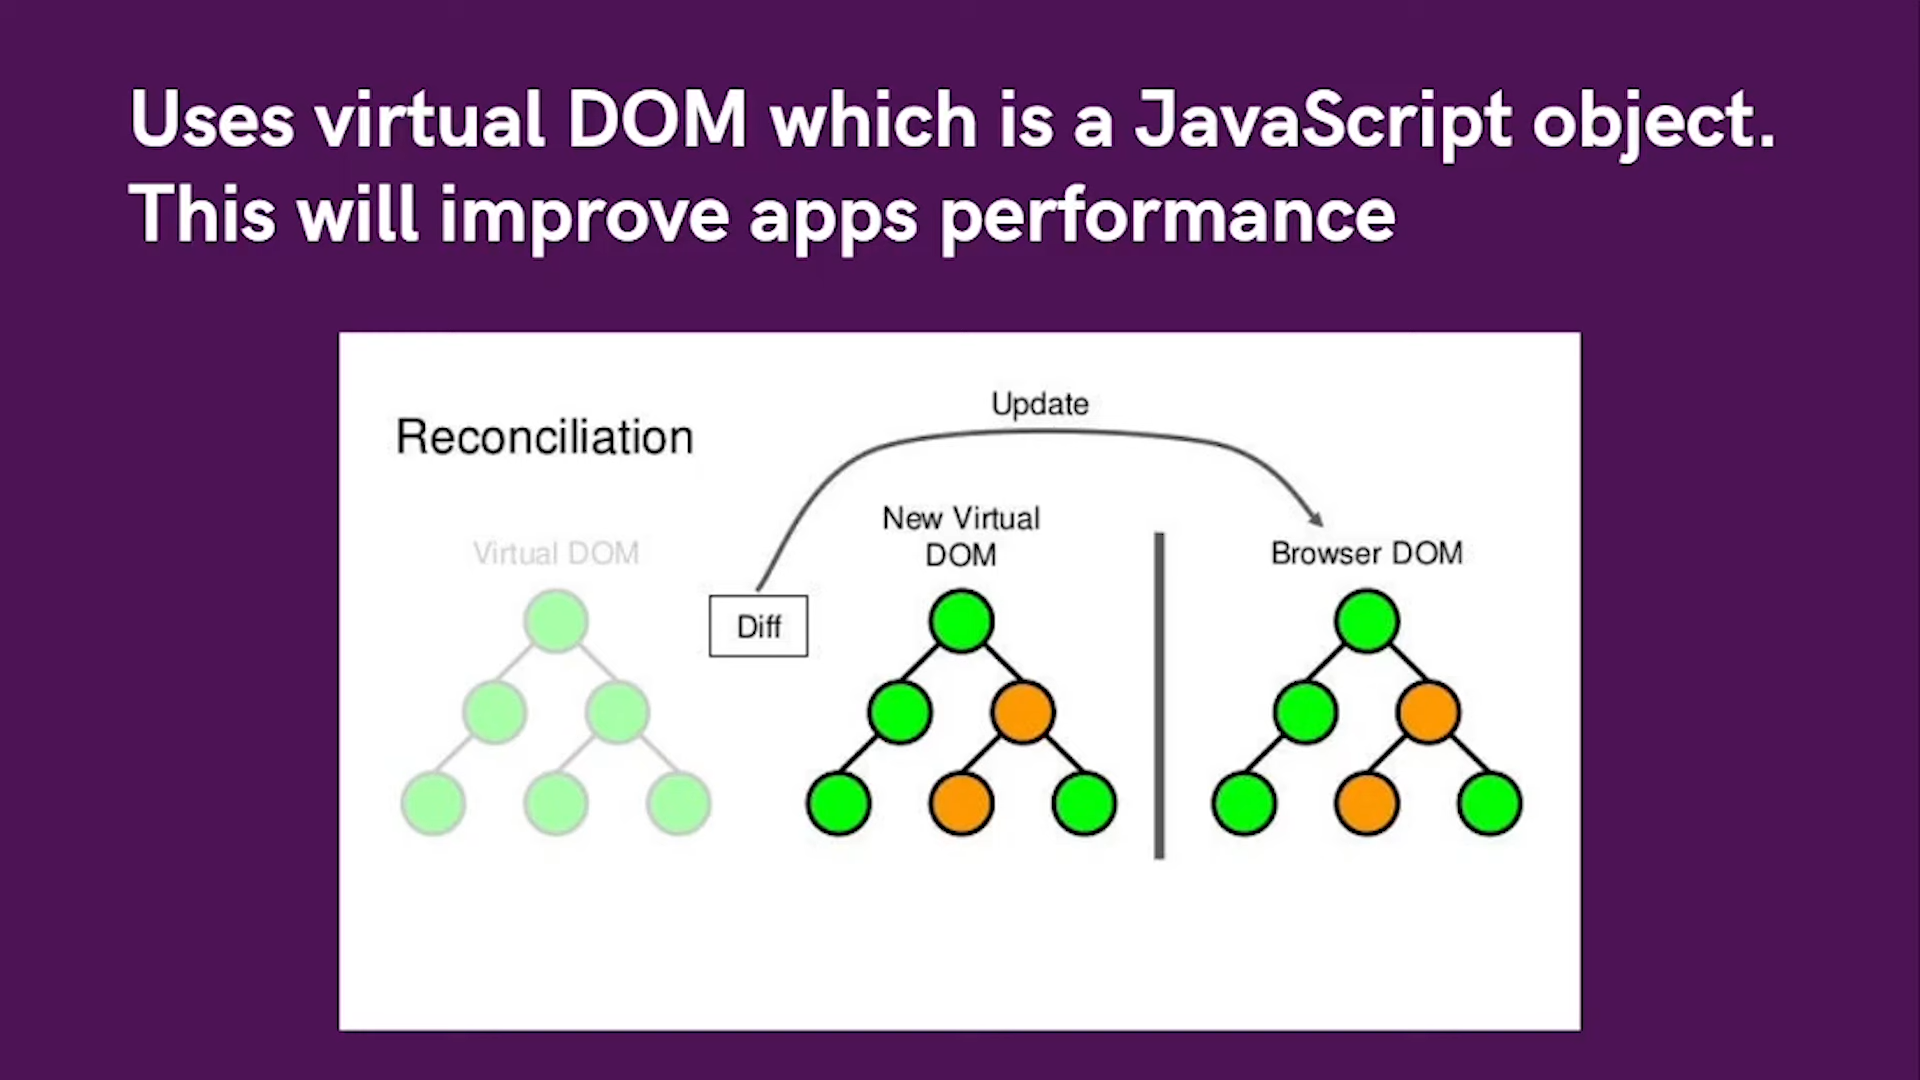 Uses virtual DOM which is a JavaScript object.
This will improve apps performance
Reconciliation
Update
Virtual DOM
Diff
New Virtual
DOM
Browser DOM